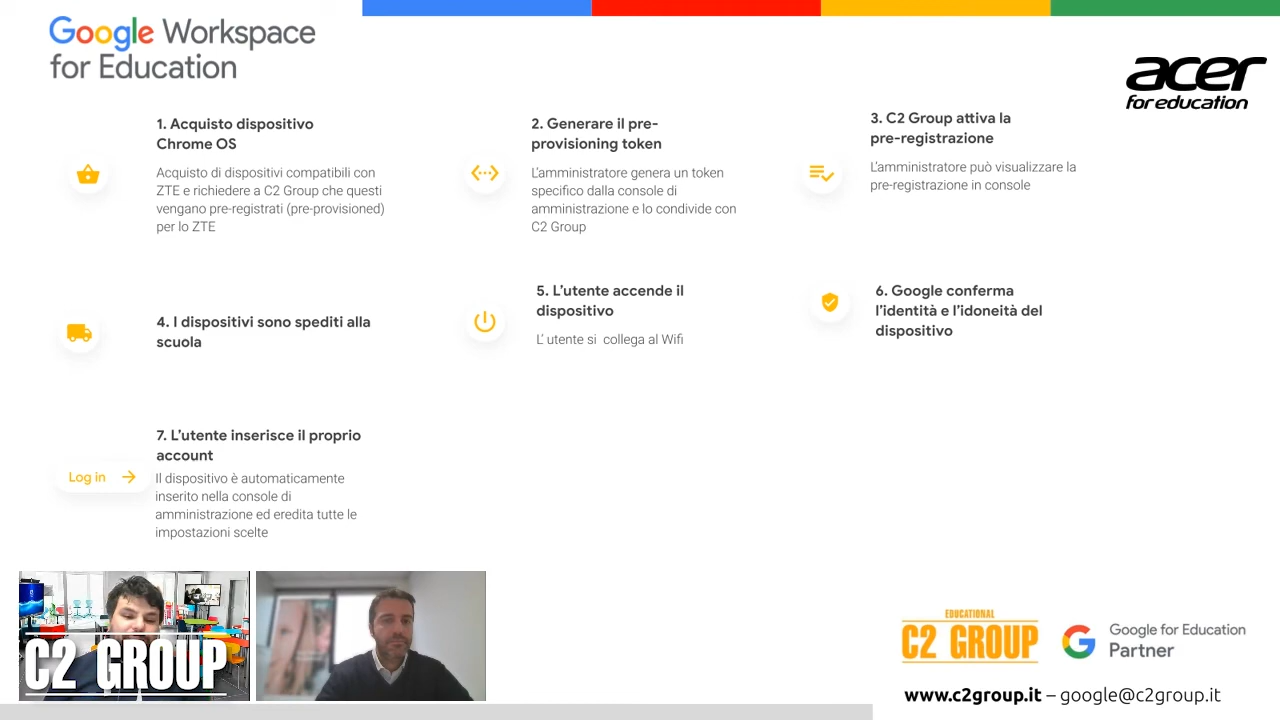 Google Workspace
for Education
acer
for education
1. Acquisto dispositivo
Chrome OS
Acquisto di dispositivi compatibili con
ZTE e richiedere a C2 Group che questi
vengano pre-registrati (pre-provisioned)
per lo ZTE
2. Generare il pre-
provisioning token
L'amministratore genera un token
specifico dalla console di
amministrazione e lo condivide con
C2 Group
3. C2 Group attiva la
pre-registrazione
L'amministratore può visualizzare la
pre-registrazione in console
4. I dispositivi sono spediti alla
scuola
5. L'utente accende il
dispositivo
L' utente si  collega al Wifi
6. Google conferma
l'identità e l'idoneità del
dispositivo
7. L'utente inserisce il proprio
account
Log in
Il dispositivo è automaticamente
inserito nella console di
amministrazione ed eredita tutte le
impostazioni scelte
C2 GROUP
EDUCATIONAL
C2 GROUP
Google for Education
Partner
www.c2group.it – google@c2group.it